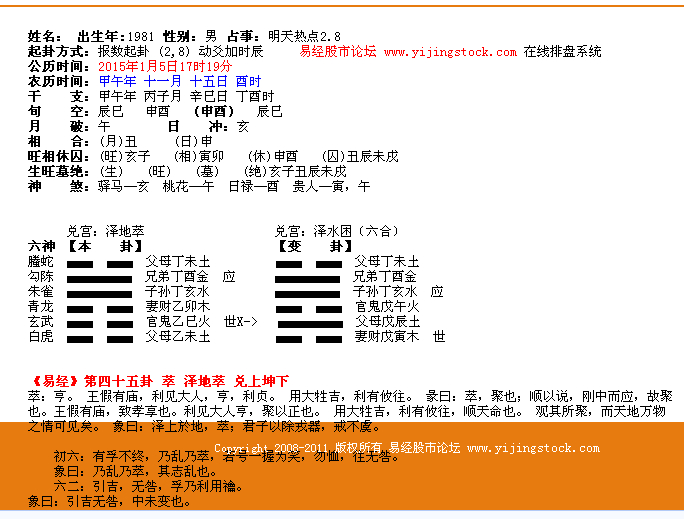 姓名： 出生年:1981 性别：男 占事：明天热点2.8
起卦方式：报数起卦 (2,8) 动爻加时辰 易经股市论坛 www.yijingstock.com 在线排盘系统
公历时间：2015年1月5日17时19分
农历时间：甲午年 十一月 十五日 酉时
干 支：甲午年 丙子月 辛巳日 丁酉时
旬 空：辰巳 申酉 （申酉） 辰巳
月 破：午 日 冲：亥
相 合：(月)丑 (日)申
旺相休囚：(旺)亥子 (相)寅卯 (休)申酉 (囚)丑辰未戌
生旺墓绝：(生) (旺) (墓) (绝)亥子丑辰未戌
神 煞：驿马—亥 桃花—午 日禄—酉 贵人—寅，午
兑宫：泽地萃 兑宫：泽水困（六合）
六神 【本 卦】 【变 卦】
螣蛇 父母丁未土 父母丁未土
勾陈 兄弟丁酉金 应 兄弟丁酉金
朱雀 子孙丁亥水 子孙丁亥水 应
青龙 妻财乙卯木 官鬼戊午火
玄武 官鬼乙巳火 世X-> 父母戊辰土
白虎 父母乙未土 妻财戊寅木 世
《易经》第四十五卦 萃 泽地萃 兑上坤下
萃：亨。 王假有庙，利见大人，亨，利贞。 用大牲吉，利有攸往。 彖曰：萃，聚也；顺以说，刚中而应，故聚
也。王假有庙，致孝享也。利见大人亨，聚以正也。 用大牲吉，利有攸往，顺天命也。 观其所聚，而天地万物
之情可见矣。 象曰：泽上於地，萃；君子以除戎器，戒不虞。
Copyright 2008-2011 版权所有 易经股市论坛 www.yijingstock.com
初六：有孚不终，乃乱乃萃，若号一握为笑，勿恤，往无咎。
象曰：乃乱乃萃，其志乱也。
六二：引吉，无咎，孚乃利用禴。
象曰：引吉无咎，中未变也。